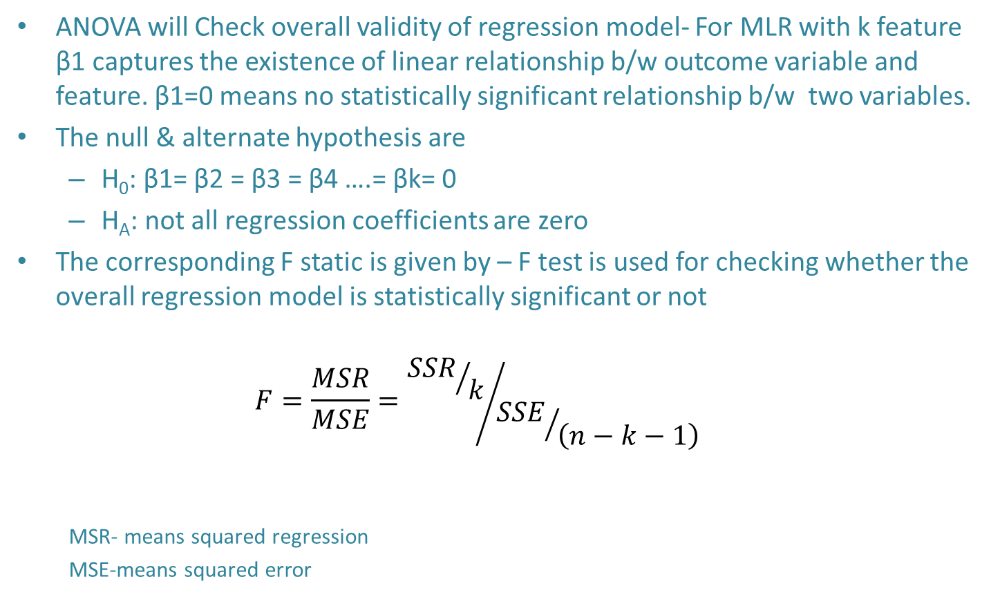 • ANOVA will Check overall validity of regression model- For MLR with k feature
β1 captures the existence of linear relationship b/w outcome variable and
feature. β1=0 means no statistically significant relationship b/w two variables.
• The null & alternate hypothesis are
– H₀: β1= β2 = β3 = β4 ....= βk= 0
– H_A: not all regression coefficients are zero
• The corresponding F static is given by – F test is used for checking whether the
overall regression model is statistically significant or not
F = MSR/MSE = SSR/k / SSE/(n − k − 1)
MSR- means squared regression
MSE-means squared error